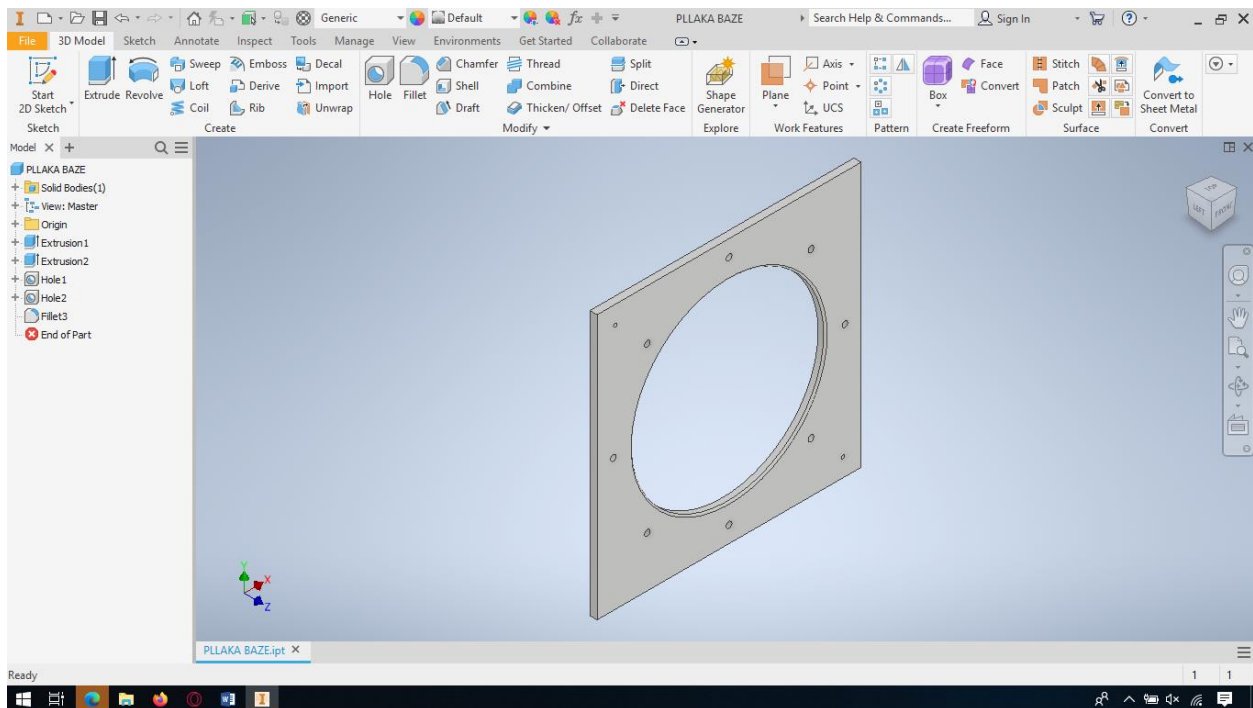 Generic Default fx PLLAKA BAZE Search Help & Commands... Sign In
File 3D Model Sketch Annotate Inspect Tools Manage View Environments Get Started Collaborate
Start
2D Sketch
Extrude Revolve
Sweep Emboss Decal
Loft Derive Import
Coil Rib Unwrap
Hole Fillet
Chamfer Thread Split
Shell Combine Direct
Draft Thicken/ Offset Delete Face
Shape
Generator
Plane
Axis
Point
UCS
Box
Face
Convert
Stitch
Patch
Sculpt
Convert to
Sheet Metal
Sketch Create Modify Explore Work Features Pattern Create Freeform Surface Convert
Model
PLLAKA BAZE
Solid Bodies(1)
View: Master
Origin
Extrusion1
Extrusion2
Hole1
Hole2
Fillet3
End of Part
TOP
LEFT FRONT
Y
X
Z
PLLAKA BAZE.ipt
Ready 1 1